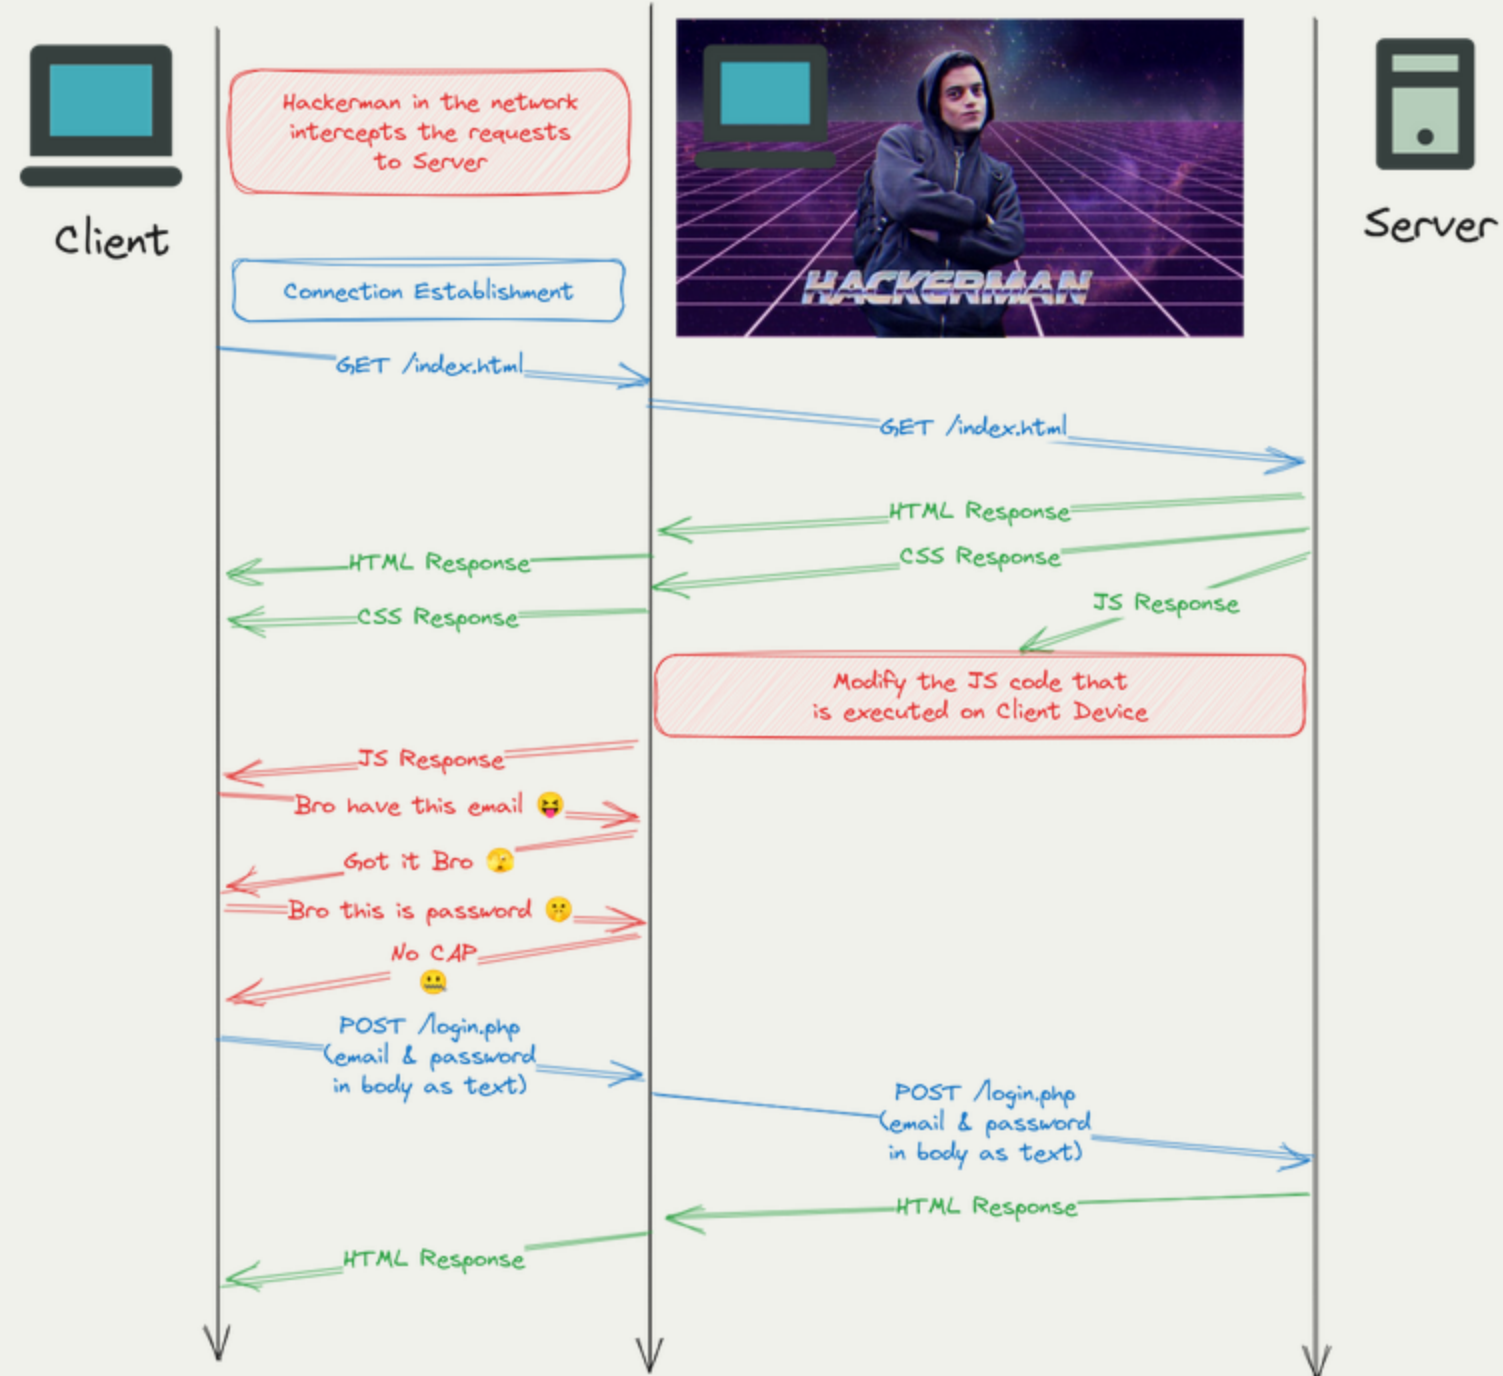 Hackerman in the network
intercepts the requests
to Server
Client
HACKERMAN
Server
Connection Establishment
GET /index.html
GET /index.html
HTML Response
HTML Response
CSS Response
CSS Response
JS Response
Modify the JS code that
is executed on Client Device
JS Response
Bro have this email 😝
Got it Bro 🫣
Bro this is password 🤫
No CAP
🤐
POST /login.php
(email & password
in body as text)
POST /login.php
(email & password
in body as text)
HTML Response
HTML Response